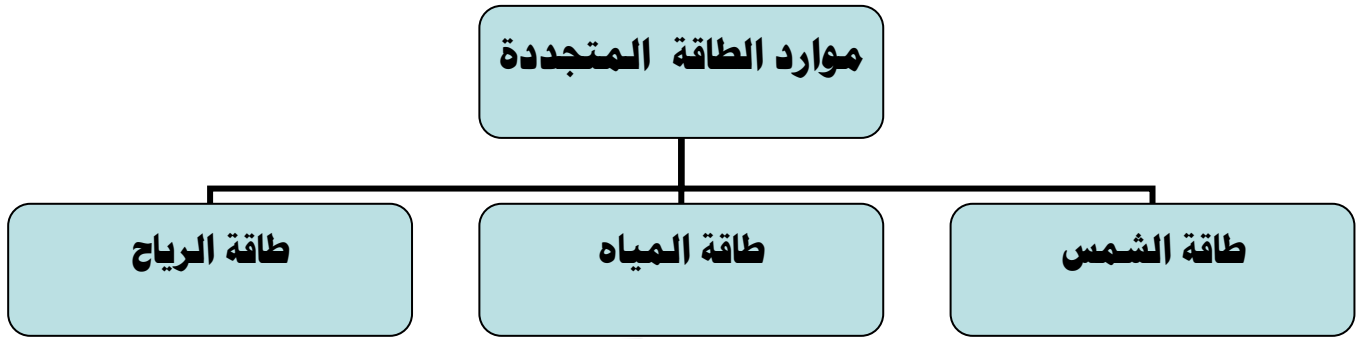 موارد الطاقة المتجددة
طاقة الشمس
طاقة المياه
طاقة الرياح